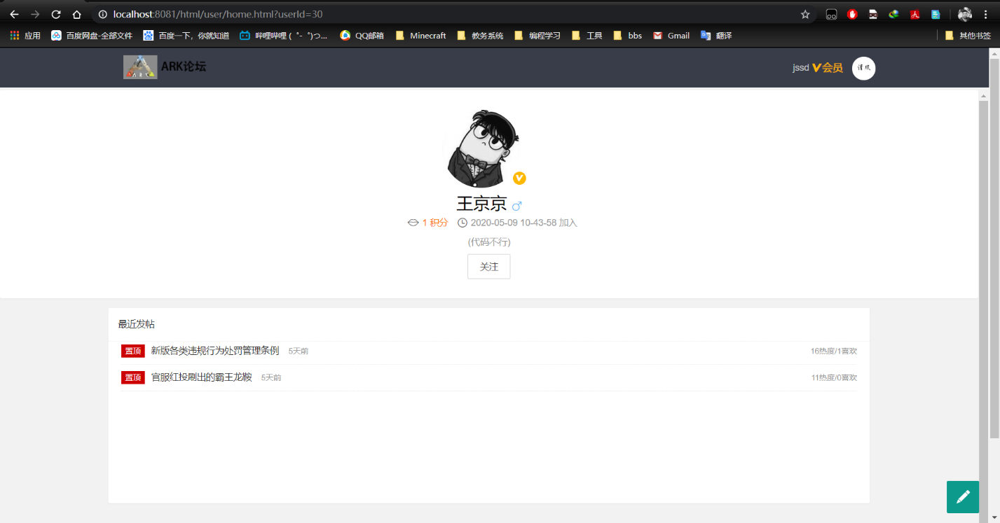 localhost:8081/html/user/home.html?userId=30
应用 百度网盘-全部文件 百度一下，你就知道 哔哩哔哩 (゜-゜)つ... QQ邮箱 Minecraft 教务系统 编程学习 工具 bbs Gmail 翻译 其他书签
ARK ARK论坛 jssd V会员 清风
王京京
1 积分 2020-05-09 10-43-58 加入
(代码不行)
关注
最近发帖
置顶 新版各类违规行为处罚管理条例 5天前 16热度/1喜欢
置顶 官服红投刷出的霸王龙鞍 5天前 11热度/0喜欢